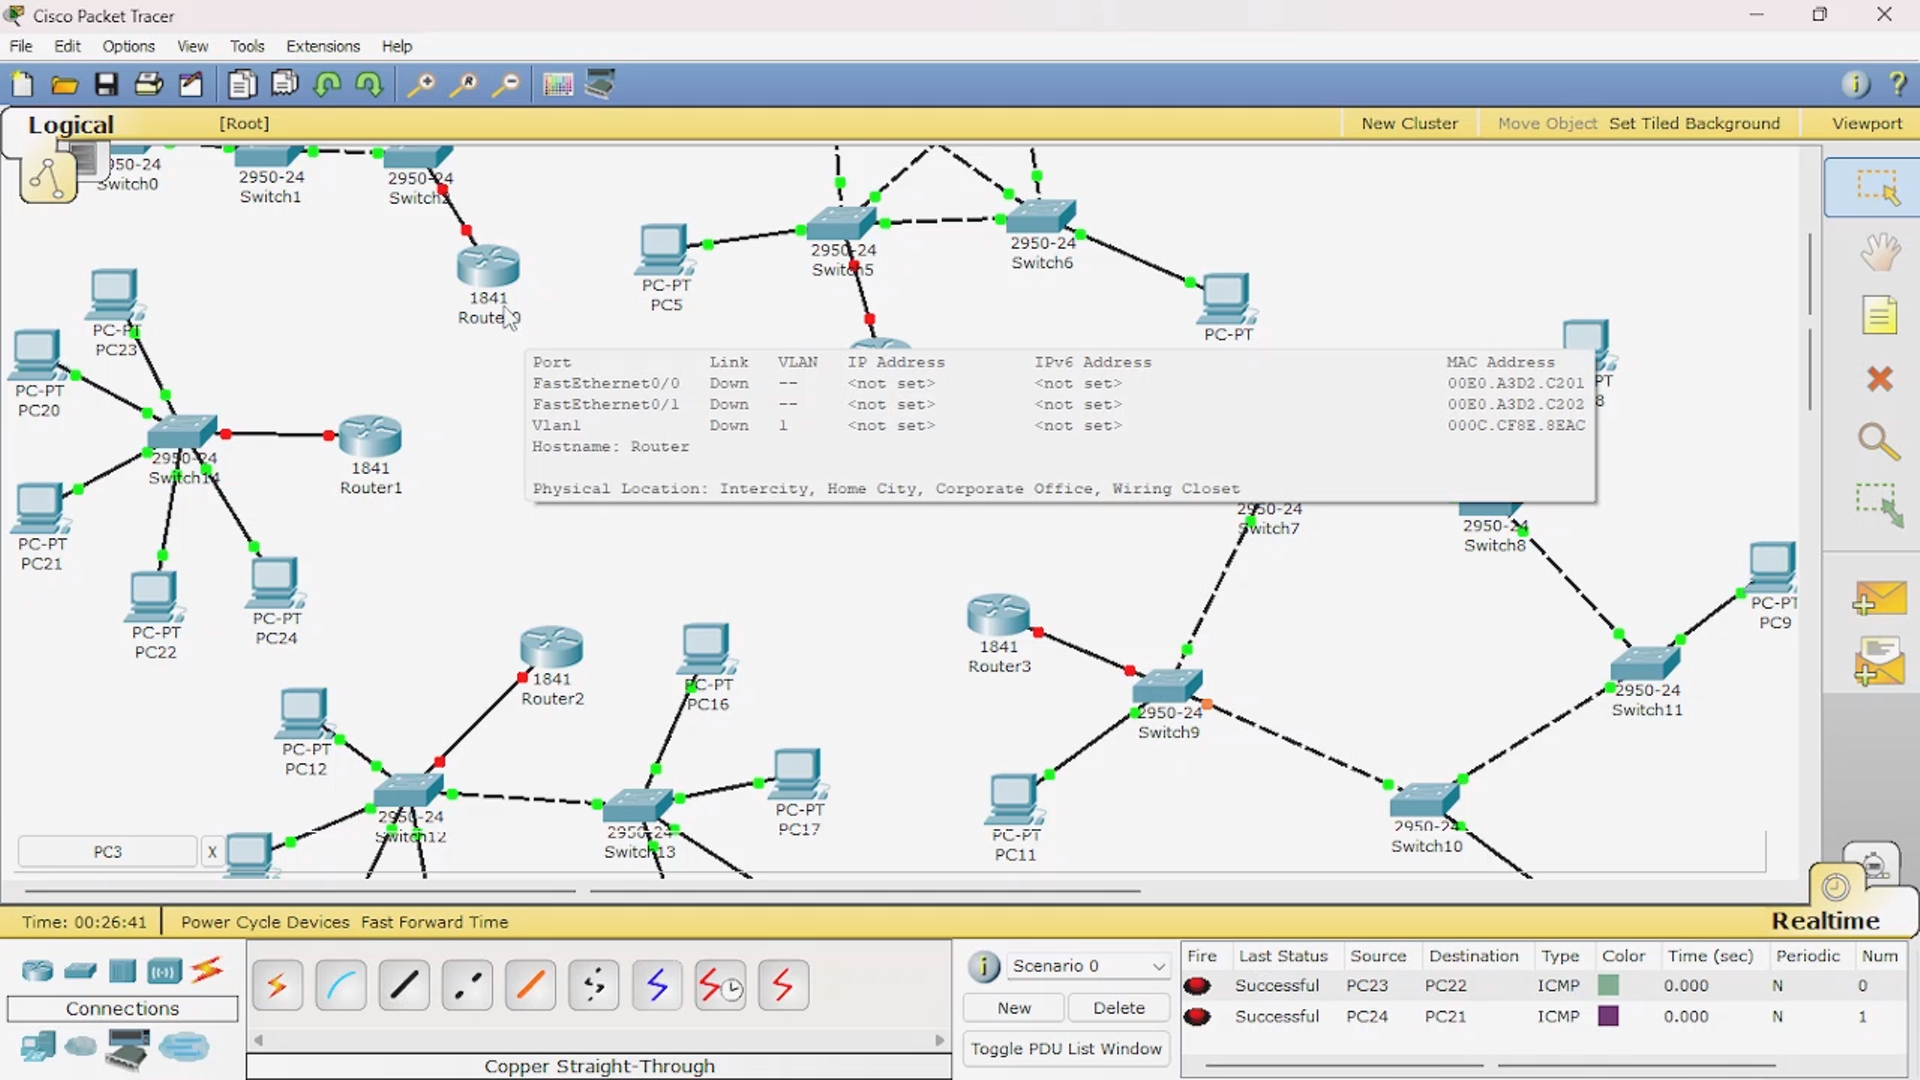 Cisco Packet Tracer
File Edit Options View Tools Extensions Help
Logical [Root] New Cluster Move Object Set Tiled Background Viewport
2950-24
Switch1
2950-24
Switch0
1841
PC-PT
PC5
2950-24
Switch5
2950-24
Switch6
PC-PT
PC-PT
PC23
PC-PT
PC20
Port Link VLAN IP Address IPv6 Address MAC Address
FastEthernet0/0 Down -- <not set> <not set> 00E0.A3D2.C201
FastEthernet0/1 Down -- <not set> <not set> 00E0.A3D2.C202
Vlan1 Down 1 <not set> <not set> 000C.CF8E.8EAC
Hostname: Router
Physical Location: Intercity, Home City, Corporate Office, Wiring Closet
2950-24
Switch14
1841
Router1
PC-PT
PC21
PC-PT
PC22
PC-PT
PC24
2950-24
Switch7
2950-24
Switch8
PC-PT
PC9
1841
Router3
1841
Router2
PC-PT
PC16
2950-24
Switch9
2950-24
Switch11
PC-PT
PC12
2950-24
Switch12
2950-24
Switch13
PC-PT
PC17
PC-PT
PC11
2950-24
Switch10
PC3 X
Time: 00:26:41 Power Cycle Devices Fast Forward Time Realtime
Connections
Copper Straight-Through
Scenario 0
New Delete
Toggle PDU List Window
Fire Last Status Source Destination Type Color Time (sec) Periodic Num
Successful PC23 PC22 ICMP 0.000 N 0
Successful PC24 PC21 ICMP 0.000 N 1